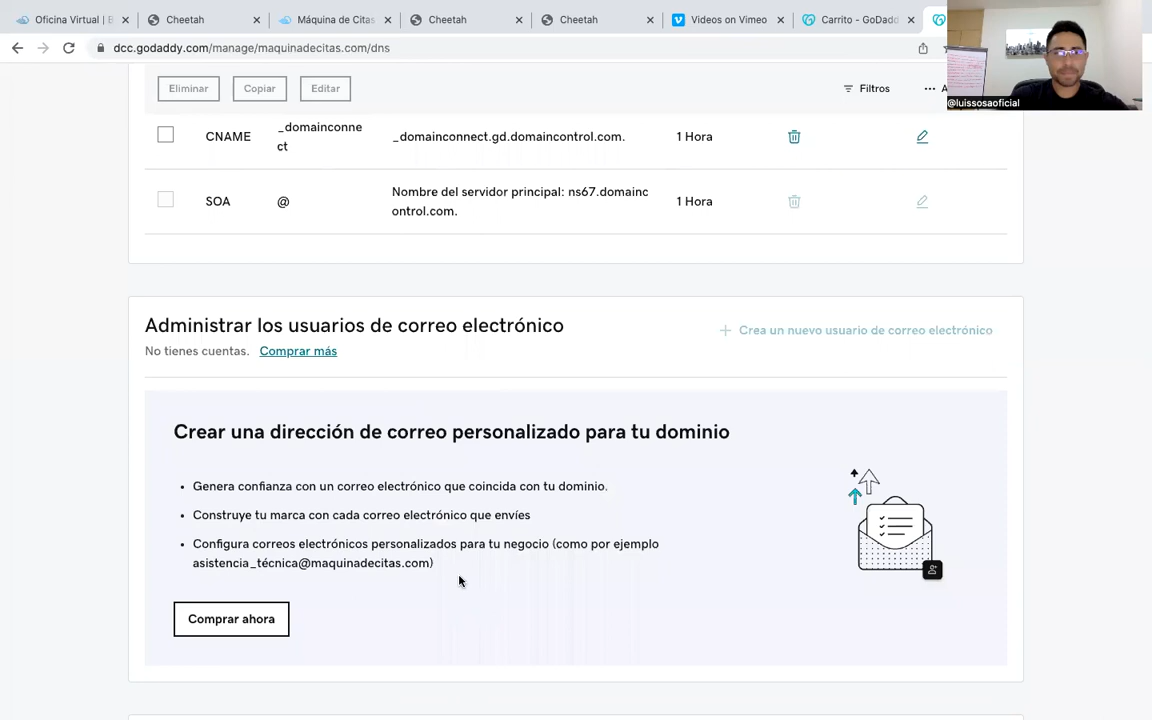 Oficina Virtual | B
Cheetah
Máquina de Citas
Cheetah
Cheetah
Videos on Vimeo
Carrito - GoDadd
dcc.godaddy.com/manage/maquinadecitas.com/dns
@luissosaoficial
Eliminar
Copiar
Editar
Filtros
A
CNAME
_domainconne
ct
_domainconnect.gd.domaincontrol.com.
1 Hora
SOA
@
Nombre del servidor principal: ns67.domainc
ontrol.com.
1 Hora
Administrar los usuarios de correo electrónico
Crea un nuevo usuario de correo electrónico
No tienes cuentas. Comprar más
Crear una dirección de correo personalizado para tu dominio
Genera confianza con un correo electrónico que coincida con tu dominio.
Construye tu marca con cada correo electrónico que envíes
Configura correos electrónicos personalizados para tu negocio (como por ejemplo
asistencia_técnica@maquinadecitas.com)
Comprar ahora